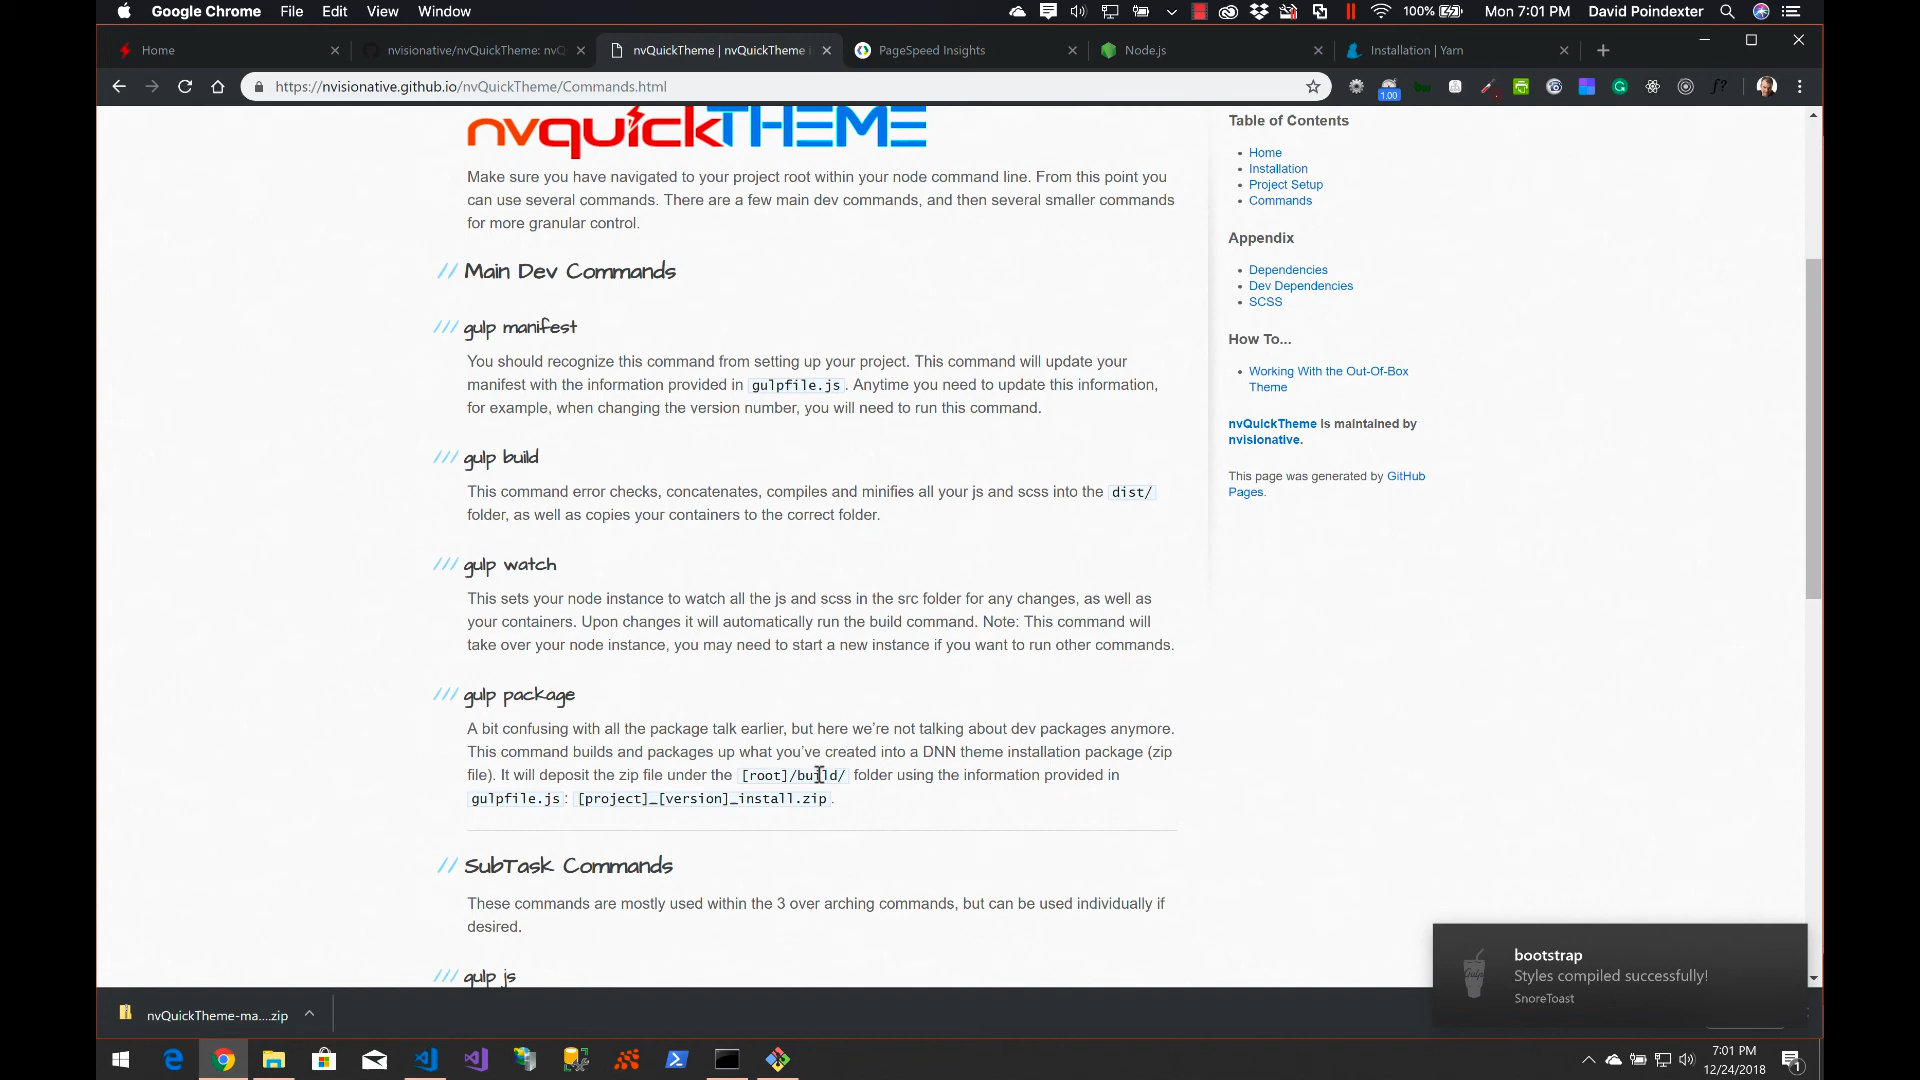 Google Chrome File Edit View Window
100% Mon 7:01 PM David Poindexter
Home
nvisionative/nvQuickTheme: nvQ
nvQuickTheme | nvQuickTheme i
PageSpeed Insights
Node.js
Installation | Yarn
https://nvisionative.github.io/nvQuickTheme/Commands.html
1.00
f?
nvquickTHEME
Make sure you have navigated to your project root within your node command line. From this point you
can use several commands. There are a few main dev commands, and then several smaller commands
for more granular control.
// Main Dev Commands
/// gulp manifest
You should recognize this command from setting up your project. This command will update your
manifest with the information provided in gulpfile.js. Anytime you need to update this information,
for example, when changing the version number, you will need to run this command.
/// gulp build
This command error checks, concatenates, compiles and minifies all your js and scss into the dist/
folder, as well as copies your containers to the correct folder.
/// gulp watch
This sets your node instance to watch all the js and scss in the src folder for any changes, as well as
your containers. Upon changes it will automatically run the build command. Note: This command will
take over your node instance, you may need to start a new instance if you want to run other commands.
/// gulp package
A bit confusing with all the package talk earlier, but here we're not talking about dev packages anymore.
This command builds and packages up what you've created into a DNN theme installation package (zip
file). It will deposit the zip file under the [root]/build/ folder using the information provided in
gulpfile.js: [project]_[version]_install.zip.
// SubTask Commands
These commands are mostly used within the 3 over arching commands, but can be used individually if
desired.
/// gulp js
Table of Contents
Home
Installation
Project Setup
Commands
Appendix
Dependencies
Dev Dependencies
SCSS
How To...
Working With the Out-Of-Box
Theme
nvQuickTheme is maintained by
nvisionative.
This page was generated by GitHub
Pages.
Gulp
bootstrap
Styles compiled successfully!
SnoreToast
nvQuickTheme-ma....zip
7:01 PM
12/24/2018
1